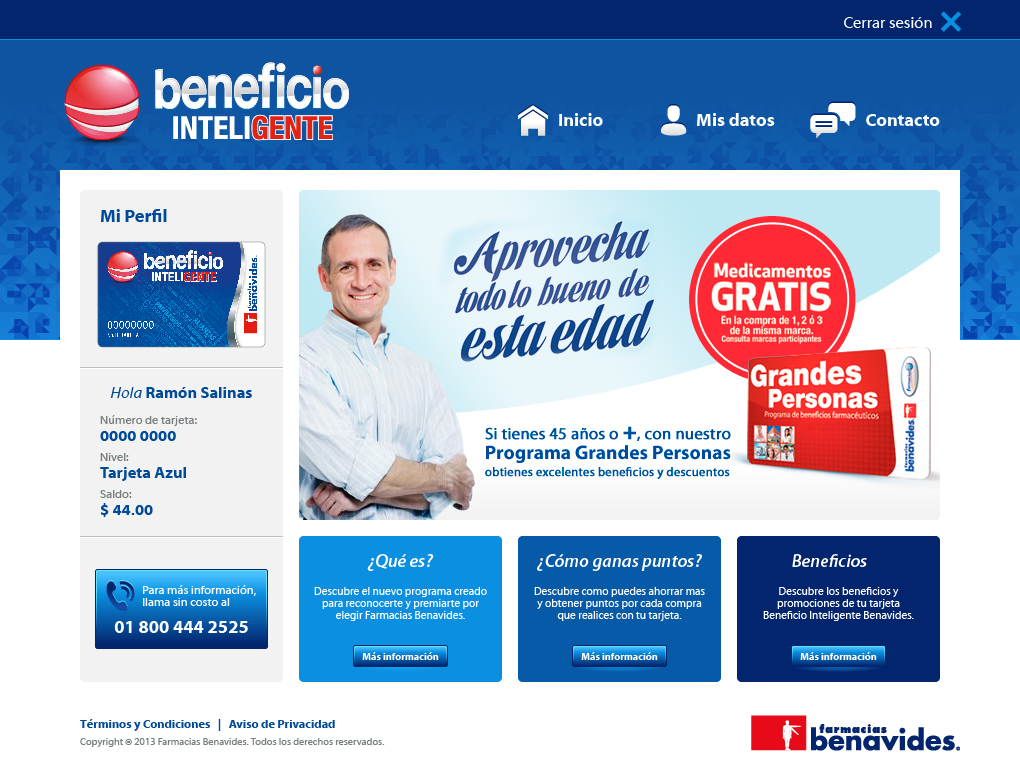 Cerrar sesión
beneficio
INTELIGENTE
Inicio
Mis datos
Contacto
Mi Perfil
beneficio
INTELIGENTE
farmacias
benavides.
00000000
Hola Ramón Salinas
Número de tarjeta:
0000 0000
Nivel:
Tarjeta Azul
Saldo:
$ 44.00
Para más información,
llama sin costo al
01 800 444 2525
Aprovecha
todo lo bueno de
esta edad
Medicamentos
GRATIS
En la compra de 1, 2 ó 3
de la misma marca.
Consulta marcas participantes
Grandes
Personas
Programa de beneficios farmacéuticos
farmacias
benavides.
Si tienes 45 años o +, con nuestro
Programa Grandes Personas
obtienes excelentes beneficios y descuentos
¿Qué es?
Descubre el nuevo programa creado
para reconocerte y premiarte por
elegir Farmacias Benavides.
Más información
¿Cómo ganas puntos?
Descubre como puedes ahorrar mas
y obtener puntos por cada compra
que realices con tu tarjeta.
Más información
Beneficios
Descubre los beneficios y
promociones de tu tarjeta
Beneficio Inteligente Benavides.
Más información
Términos y Condiciones | Aviso de Privacidad
Copyright ® 2013 Farmacias Benavides. Todos los derechos reservados.
farmacias
benavides.